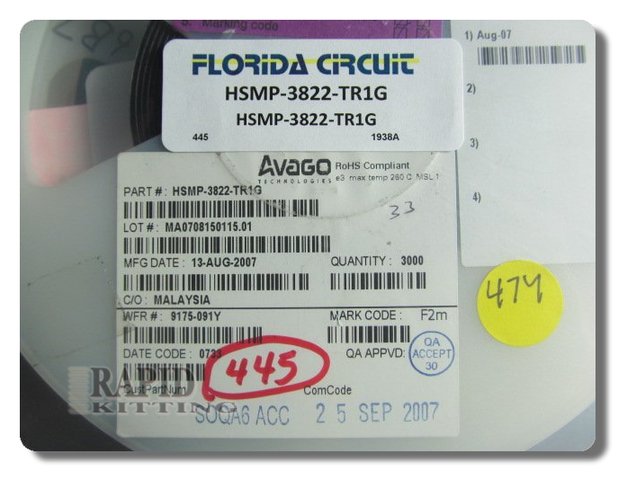 5. Marking code
1) Aug-07
2)
3)
4)
FLORIDA CIRCUIT
HSMP-3822-TR1G
HSMP-3822-TR1G
445 1938A
AVAGO
TECHNOLOGIES
RoHS Compliant
e3 max temp 260 C MSL 1
PART #: HSMP-3822-TR1G
33
LOT #: MA0708150115.01
MFG DATE: 13-AUG-2007 QUANTITY: 3000
C/O: MALAYSIA
WFR #: 9175-091Y MARK CODE: F2m
DATE CODE: 0733 QA APPVD:
QA
ACCEPT
30
445
474
CustPartNum ComCode
SOQA6 ACC 25 SEP 2007
RAPID
KITTING